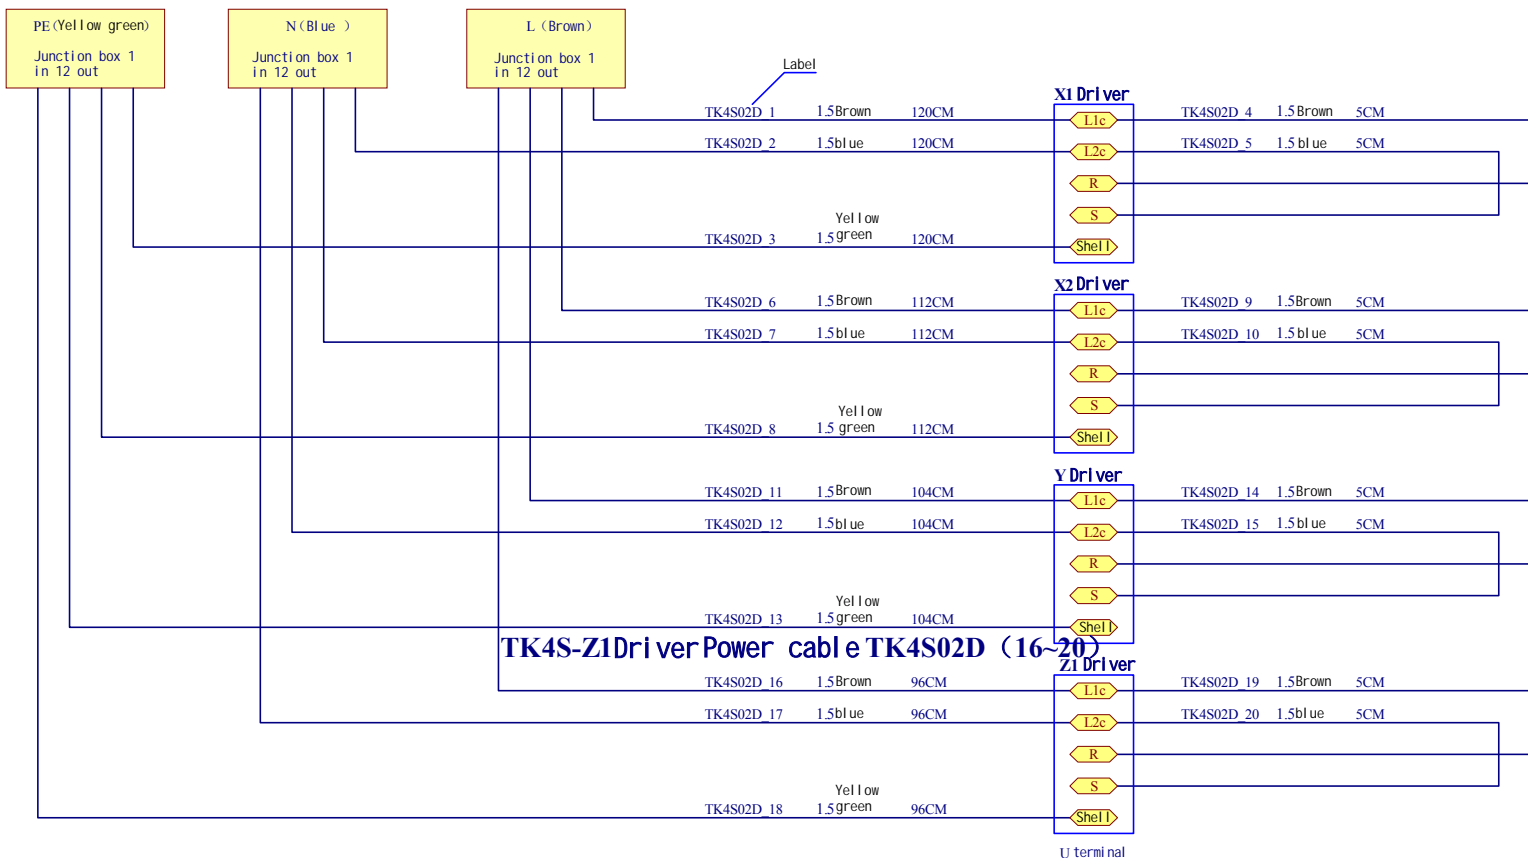 PE(Yellow green)
Junction box 1
in 12 out
N(Blue )
Junction box 1
in 12 out
L (Brown)
Junction box 1
in 12 out
Label
X1 Driver
TK4S02D_1 1.5Brown 120CM L1c TK4S02D_4 1.5Brown 5CM
TK4S02D_2 1.5blue 120CM L2c TK4S02D_5 1.5blue 5CM
R
S
Yellow
TK4S02D_3 1.5green 120CM Shell
X2 Driver
TK4S02D_6 1.5Brown 112CM L1c TK4S02D_9 1.5Brown 5CM
TK4S02D_7 1.5blue 112CM L2c TK4S02D_10 1.5blue 5CM
R
S
Yellow
TK4S02D_8 1.5 green 112CM Shell
Y Driver
TK4S02D_11 1.5Brown 104CM L1c TK4S02D_14 1.5Brown 5CM
TK4S02D_12 1.5blue 104CM L2c TK4S02D_15 1.5blue 5CM
R
S
Yellow
TK4S02D_13 1.5green 104CM Shell
TK4S-Z1Driver Power cable TK4S02D（16~20）
Z1 Driver
TK4S02D_16 1.5Brown 96CM L1c TK4S02D_19 1.5Brown 5CM
TK4S02D_17 1.5blue 96CM L2c TK4S02D_20 1.5blue 5CM
R
S
Yellow
TK4S02D_18 1.5green 96CM Shell
U terminal